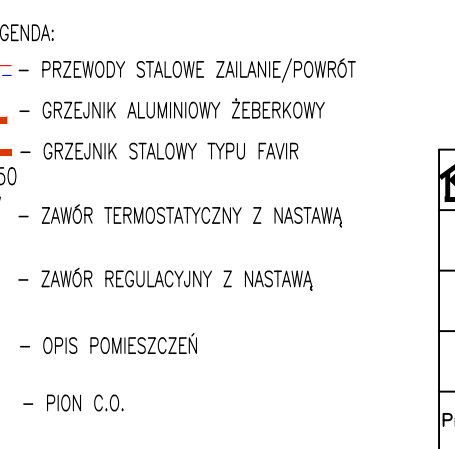 GENDA:
– PRZEWODY STALOWE ZAILANIE/POWRÓT
– GRZEJNIK ALUMINIOWY ŻEBERKOWY
– GRZEJNIK STALOWY TYPU FAVIR
50
– ZAWÓR TERMOSTATYCZNY Z NASTAWĄ
– ZAWÓR REGULACYJNY Z NASTAWĄ
– OPIS POMIESZCZEŃ
– PION C.O.